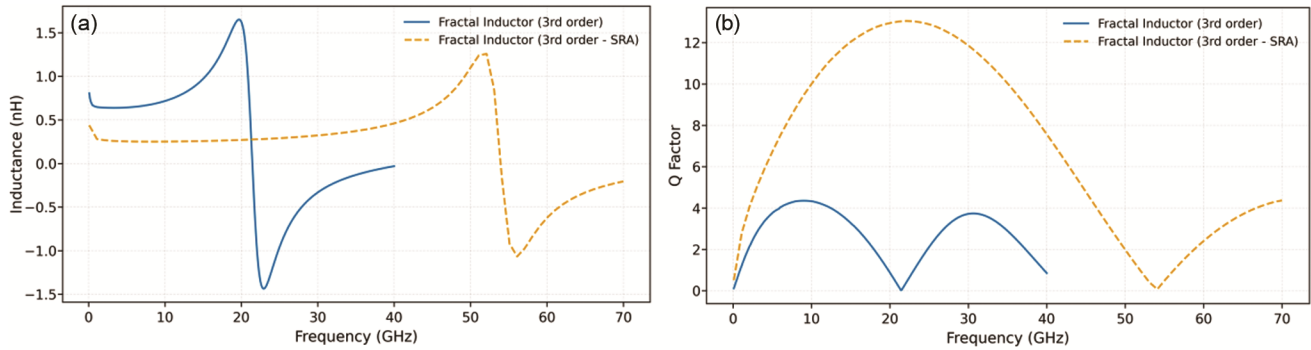 (a)
Fractal Inductor (3rd order)
Fractal Inductor (3rd order - SRA)
Inductance (nH)
1.5
1.0
0.5
0.0
−0.5
−1.0
−1.5
0 10 20 30 40 50 60 70
Frequency (GHz)
(b)
Fractal Inductor (3rd order)
Fractal Inductor (3rd order - SRA)
Q Factor
12
10
8
6
4
2
0
0 10 20 30 40 50 60 70
Frequency (GHz)